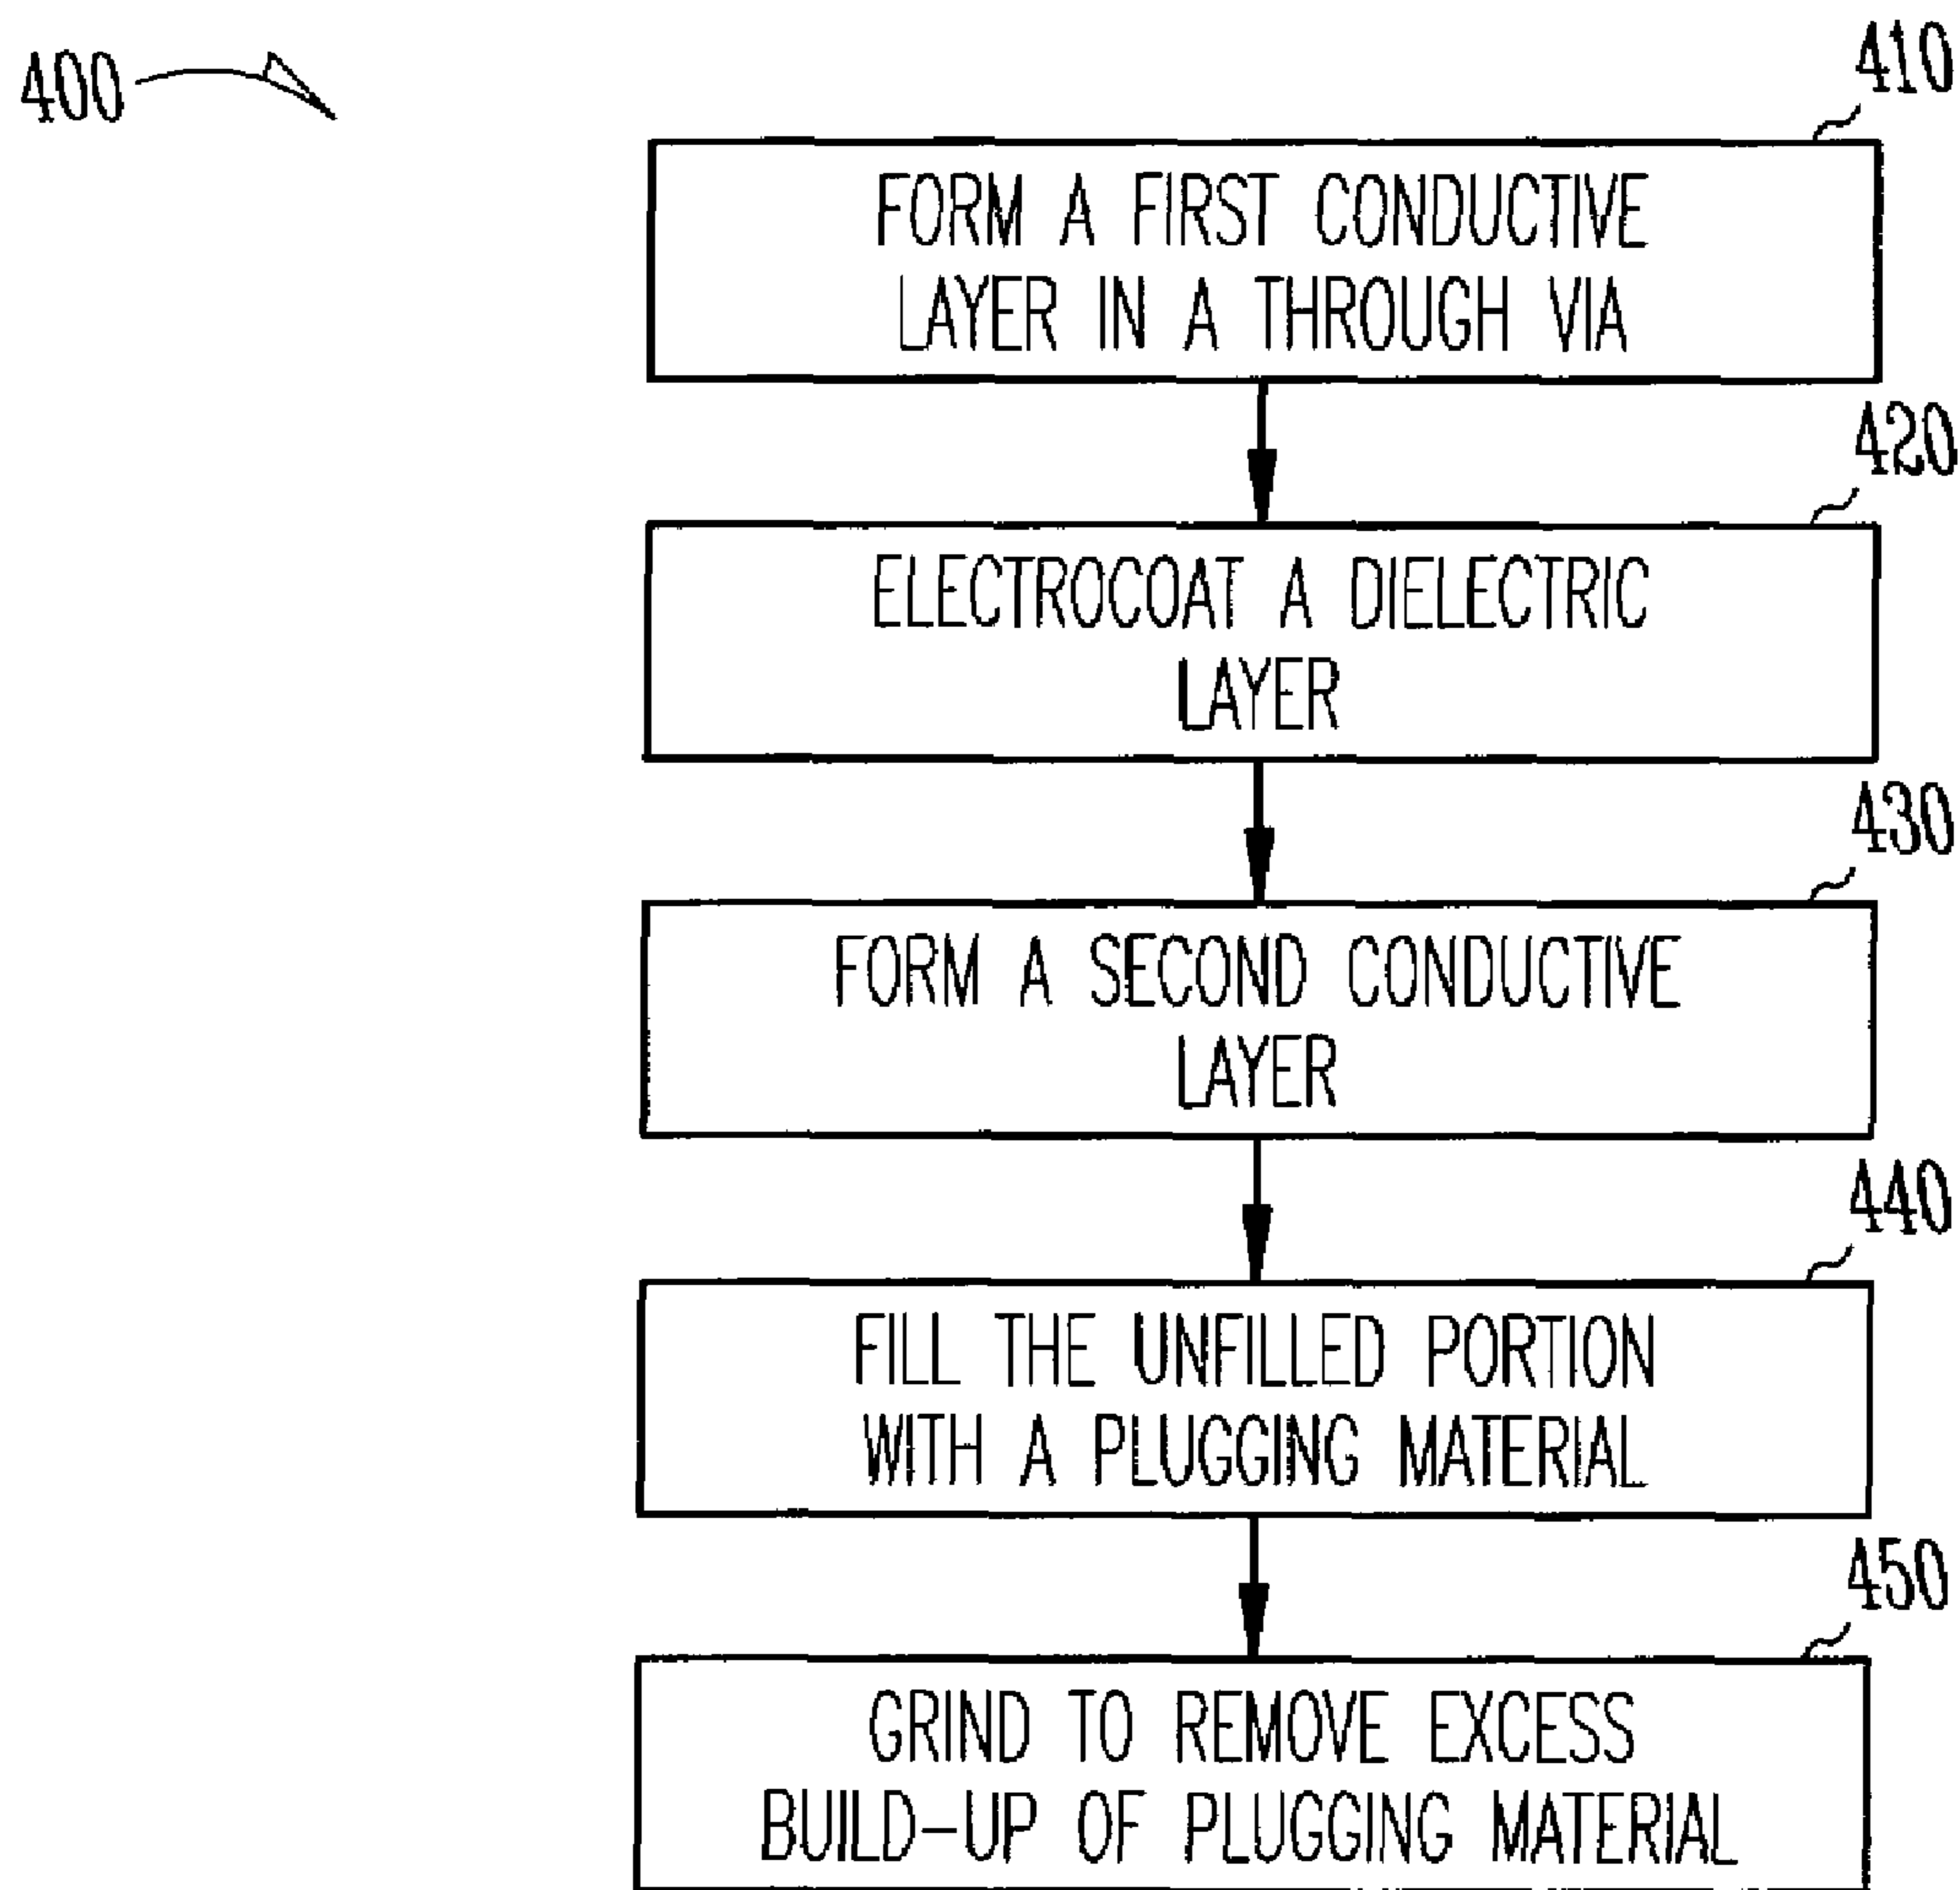 400
410
FORM A FIRST CONDUCTIVE
LAYER IN A THROUGH VIA
420
ELECTROCOAT A DIELECTRIC
LAYER
430
FORM A SECOND CONDUCTIVE
LAYER
440
FILL THE UNFILLED PORTION
WITH A PLUGGING MATERIAL
450
GRIND TO REMOVE EXCESS
BUILD-UP OF PLUGGING MATERIAL